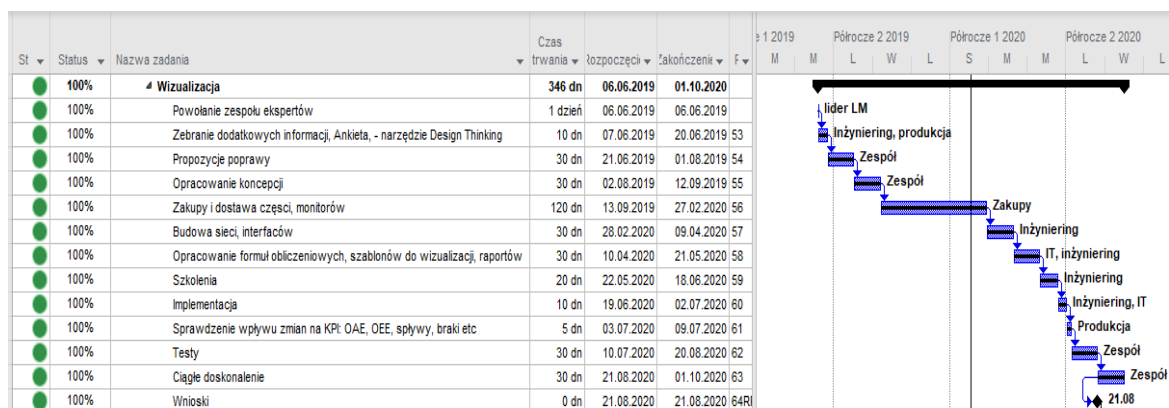 e 1 2019 Półrocze 2 2019 Półrocze 1 2020 Półrocze 2 2020
St Status Nazwa zadania Czas trwania Rozpoczęcie Zakończenie F M M L W L S M M L W L
100% Wizualizacja 346 dn 06.06.2019 01.10.2020
100% Powołanie zespołu ekspertów 1 dzień 06.06.2019 06.06.2019 lider LM
100% Zebranie dodatkowych informacji, Ankieta, - narzędzie Design Thinking 10 dn 07.06.2019 20.06.2019 53 Inżyniering, produkcja
100% Propozycje poprawy 30 dn 21.06.2019 01.08.2019 54 Zespół
100% Opracowanie koncepcji 30 dn 02.08.2019 12.09.2019 55 Zespół
100% Zakupy i dostawa częsci, monitorów 120 dn 13.09.2019 27.02.2020 56 Zakupy
100% Budowa sieci, interfaców 30 dn 28.02.2020 09.04.2020 57 Inżyniering
100% Opracowanie formuł obliczeniowych, szablonów do wizualizacji, raportów 30 dn 10.04.2020 21.05.2020 58 IT, inżyniering
100% Szkolenia 20 dn 22.05.2020 18.06.2020 59 Inżyniering
100% Implementacja 10 dn 19.06.2020 02.07.2020 60 Inżyniering, IT
100% Sprawdzenie wpływu zmian na KPI: OAE, OEE, spływy, braki etc 5 dn 03.07.2020 09.07.2020 61 Produkcja
100% Testy 30 dn 10.07.2020 20.08.2020 62 Zespół
100% Ciągłe doskonalenie 30 dn 21.08.2020 01.10.2020 63 Zespół
100% Wnioski 0 dn 21.08.2020 21.08.2020 64R 21.08